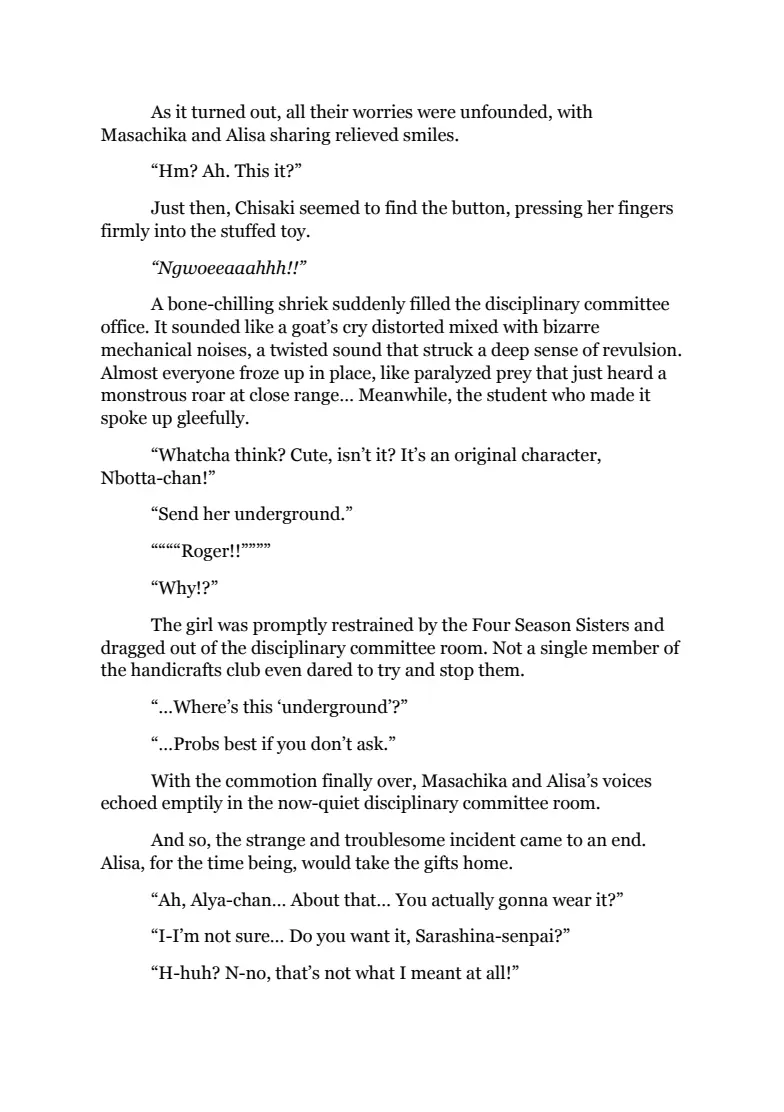 As it turned out, all their worries were unfounded, with
Masachika and Alisa sharing relieved smiles.
“Hm? Ah. This it?”
Just then, Chisaki seemed to find the button, pressing her fingers
firmly into the stuffed toy.
“Ngwoeeaaahhh!!”
A bone-chilling shriek suddenly filled the disciplinary committee
office. It sounded like a goat’s cry distorted mixed with bizarre
mechanical noises, a twisted sound that struck a deep sense of revulsion.
Almost everyone froze up in place, like paralyzed prey that just heard a
monstrous roar at close range… Meanwhile, the student who made it
spoke up gleefully.
“Whatcha think? Cute, isn’t it? It’s an original character,
Nbotta-chan!”
“Send her underground.”
““““Roger!!””””
“Why!?”
The girl was promptly restrained by the Four Season Sisters and
dragged out of the disciplinary committee room. Not a single member of
the handicrafts club even dared to try and stop them.
“…Where’s this ‘underground’?”
“…Probs best if you don’t ask.”
With the commotion finally over, Masachika and Alisa’s voices
echoed emptily in the now-quiet disciplinary committee room.
And so, the strange and troublesome incident came to an end.
Alisa, for the time being, would take the gifts home.
“Ah, Alya-chan… About that… You actually gonna wear it?”
“I-I’m not sure… Do you want it, Sarashina-senpai?”
“H-huh? N-no, that’s not what I meant at all!”